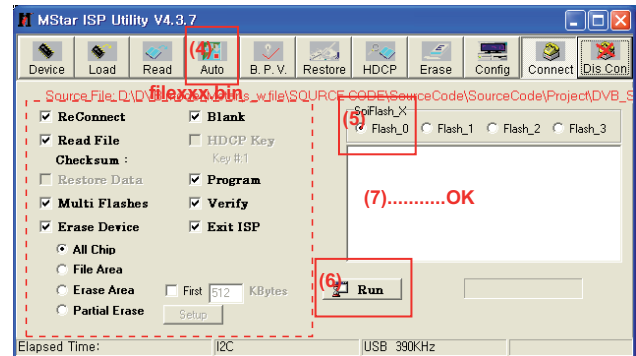 MStar ISP Utility V4.3.7
(4)
Device Load Read Auto B. P. V. Restore HDCP Erase Config Connect Dis Con
filexxx.bin
ReConnect Blank
(5)
SpiFlash_X
Flash_0 Flash_1 Flash_2 Flash_3
Read File HDCP Key
Checksum : Key #:1
Restore Data Program
Multi Flashes Verify
(7)...........OK
Erase Device Exit ISP
All Chip
File Area
(6)
Erase Area First 512 KBytes
Run
Partial Erase Setup
Elapsed Time: I2C USB 390KHz